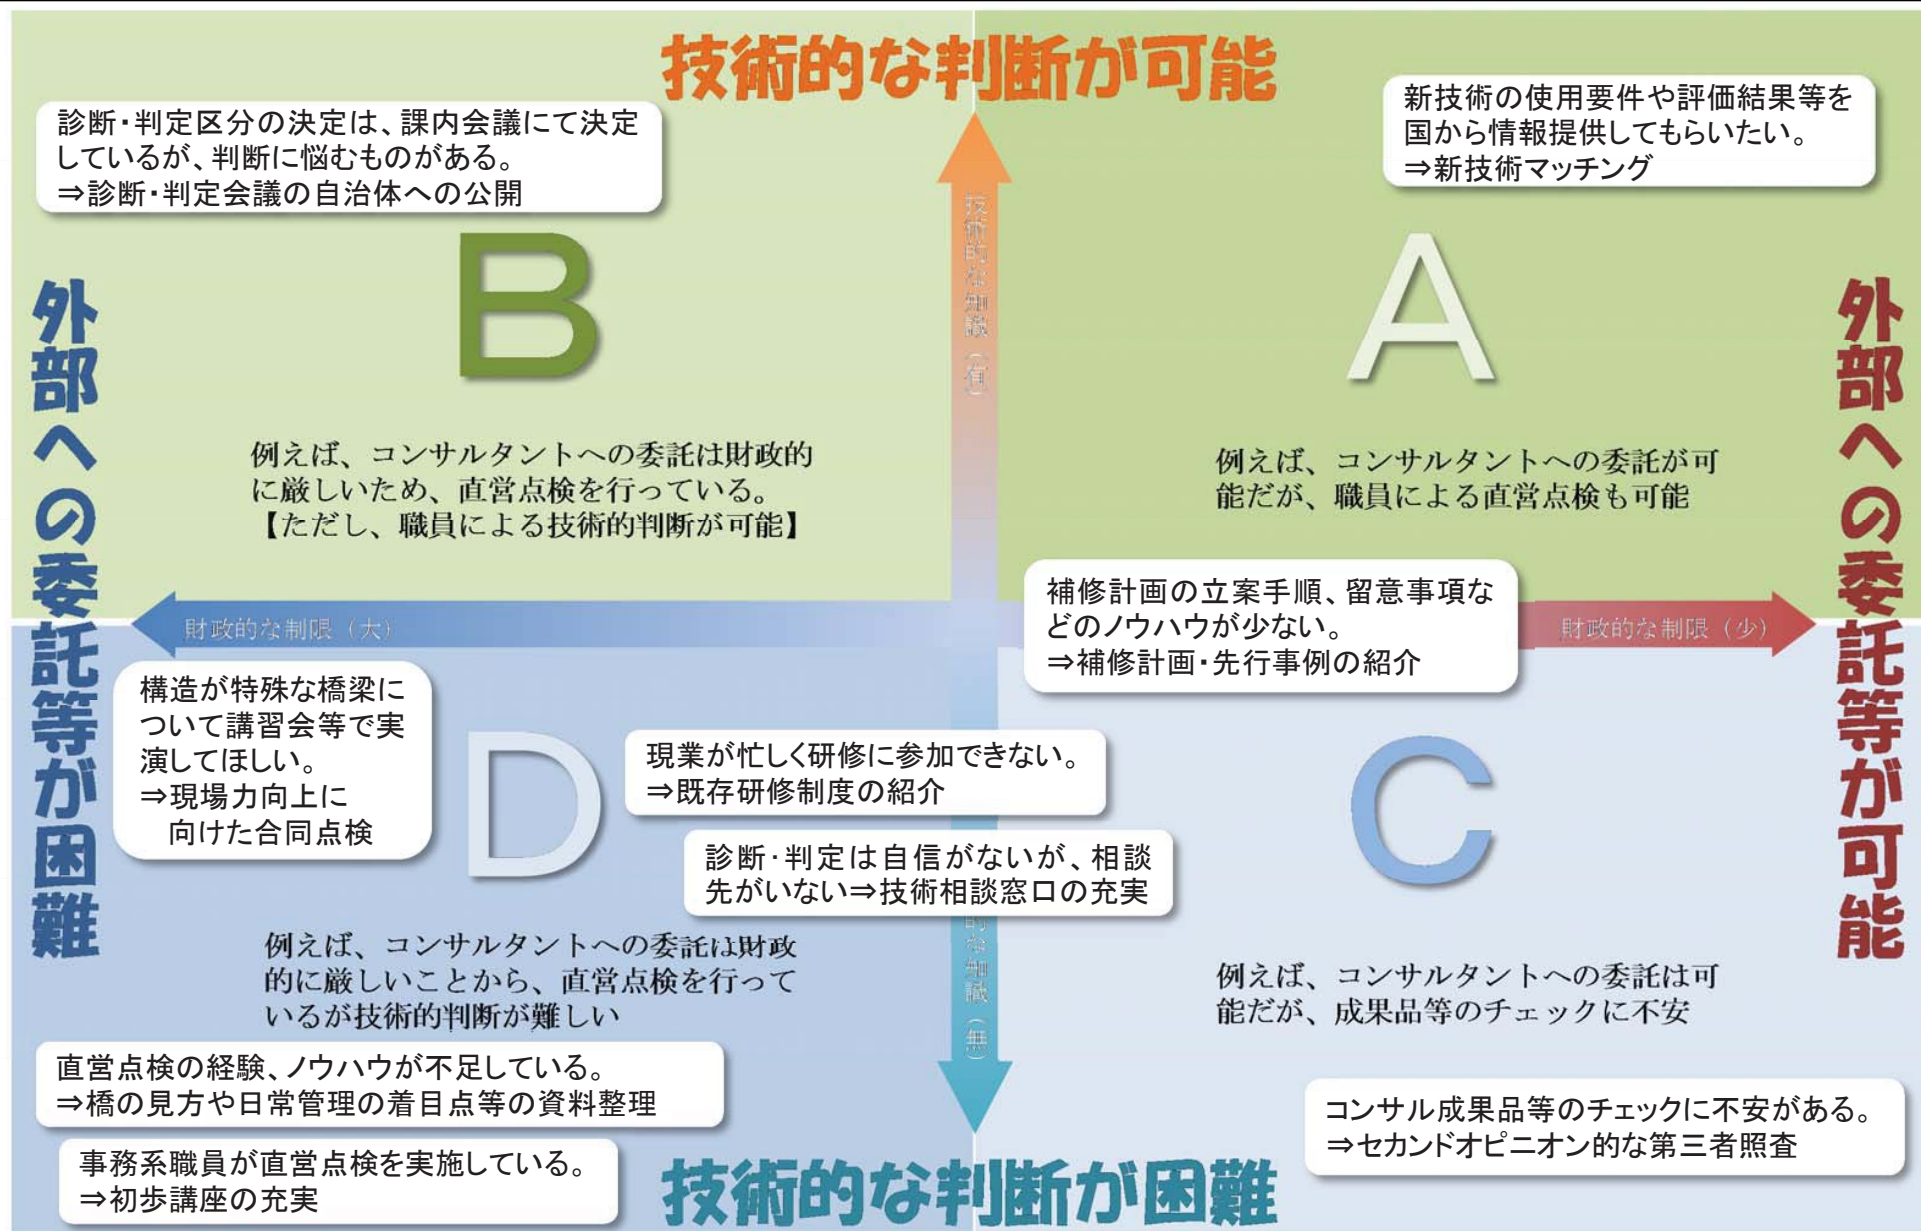 技術的な判断が可能
診断・判定区分の決定は、課内会議にて決定
しているが、判断に悩むものがある。
⇒診断・判定会議の自治体への公開
新技術の使用要件や評価結果等を
国から情報提供してもらいたい。
⇒新技術マッチング
B
A
技術的な知識(有)
外部への委託等が困難
外部への委託等が可能
例えば、コンサルタントへの委託は財政的
に厳しいため、直営点検を行っている。
【ただし、職員による技術的判断が可能】
例えば、コンサルタントへの委託が可
能だが、職員による直営点検も可能
財政的な制限(大)
補修計画の立案手順、留意事項な
どのノウハウが少ない。
⇒補修計画・先行事例の紹介
財政的な制限(少)
構造が特殊な橋梁に
ついて講習会等で実
演してほしい。
⇒現場力向上に
向けた合同点検
D
現業が忙しく研修に参加できない。
⇒既存研修制度の紹介
C
診断・判定は自信がないが、相談
先がいない⇒技術相談窓口の充実
的な知識(無)
例えば、コンサルタントへの委託は財政
的に厳しいことから、直営点検を行って
いるが技術的判断が難しい
例えば、コンサルタントへの委託は可
能だが、成果品等のチェックに不安
直営点検の経験、ノウハウが不足している。
⇒橋の見方や日常管理の着目点等の資料整理
コンサル成果品等のチェックに不安がある。
⇒セカンドオピニオン的な第三者照査
事務系職員が直営点検を実施している。
⇒初歩講座の充実
技術的な判断が困難